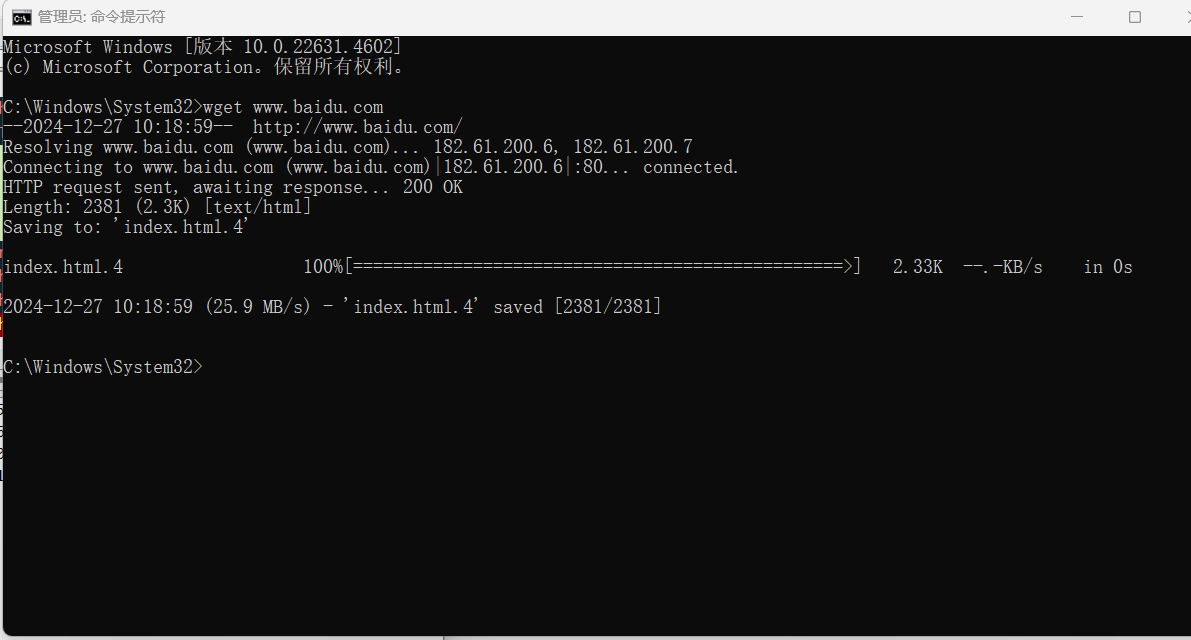 管理员: 命令提示符
Microsoft Windows [版本 10.0.22631.4602]
(c) Microsoft Corporation。保留所有权利。
C:\Windows\System32>wget www.baidu.com
--2024-12-27 10:18:59--  http://www.baidu.com/
Resolving www.baidu.com (www.baidu.com)... 182.61.200.6, 182.61.200.7
Connecting to www.baidu.com (www.baidu.com)|182.61.200.6|:80... connected.
HTTP request sent, awaiting response... 200 OK
Length: 2381 (2.3K) [text/html]
Saving to: 'index.html.4'
index.html.4                  100%[=================================================>]   2.33K  --.-KB/s    in 0s
2024-12-27 10:18:59 (25.9 MB/s) - 'index.html.4' saved [2381/2381]
C:\Windows\System32>